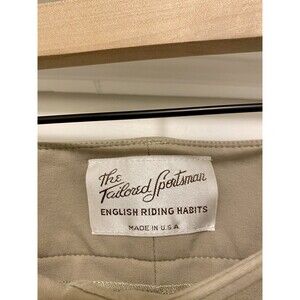 The
Tailored Sportsman
ENGLISH RIDING HABITS
MADE IN U.S.A.